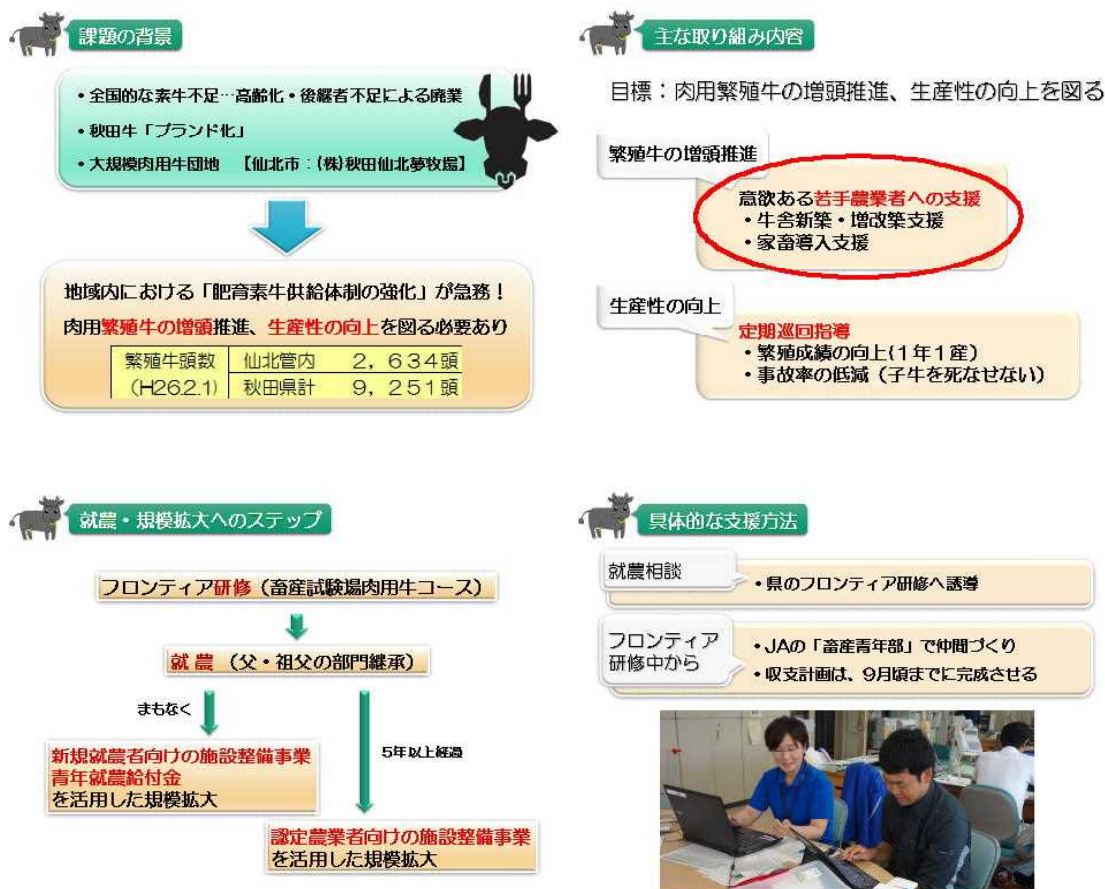 課題の背景
・全国的な素牛不足…高齢化・後継者不足による廃業
・秋田牛「ブランド化」
・大規模肉用牛団地 【仙北市：(株)秋田仙北夢牧場】
地域内における「肥育素牛供給体制の強化」が急務！
肉用繁殖牛の増頭推進、生産性の向上を図る必要あり
繁殖牛頭数 仙北管内 2，634頭
(H26.2.1) 秋田県計 9，251頭
主な取り組み内容
目標：肉用繁殖牛の増頭推進、生産性の向上を図る
繁殖牛の増頭推進
意欲ある若手農業者への支援
・牛舎新築・増改築支援
・家畜導入支援
生産性の向上
定期巡回指導
・繁殖成績の向上(1年1産)
・事故率の低減（子牛を死なせない）
就農・規模拡大へのステップ
フロンティア研修（畜産試験場肉用牛コース）
就農（父・祖父の部門継承）
まもなく
5年以上経過
新規就農者向けの施設整備事業
青年就農給付金
を活用した規模拡大
認定農業者向けの施設整備事業
を活用した規模拡大
具体的な支援方法
就農相談
・県のフロンティア研修へ誘導
フロンティア
研修中から
・JAの「畜産青年部」で仲間づくり
・収支計画は、9月頃までに完成させる